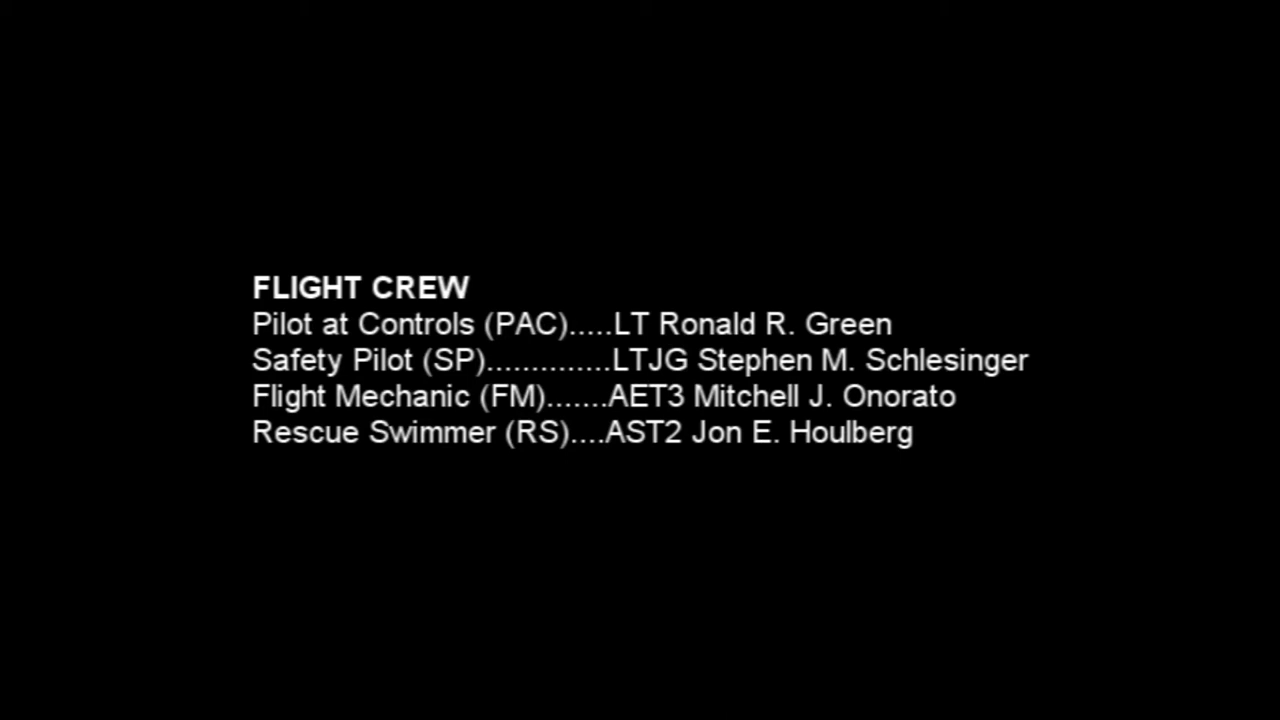 FLIGHT CREW
Pilot at Controls (PAC).....LT Ronald R. Green
Safety Pilot (SP)..............LTJG Stephen M. Schlesinger
Flight Mechanic (FM).......AET3 Mitchell J. Onorato
Rescue Swimmer (RS)....AST2 Jon E. Houlberg